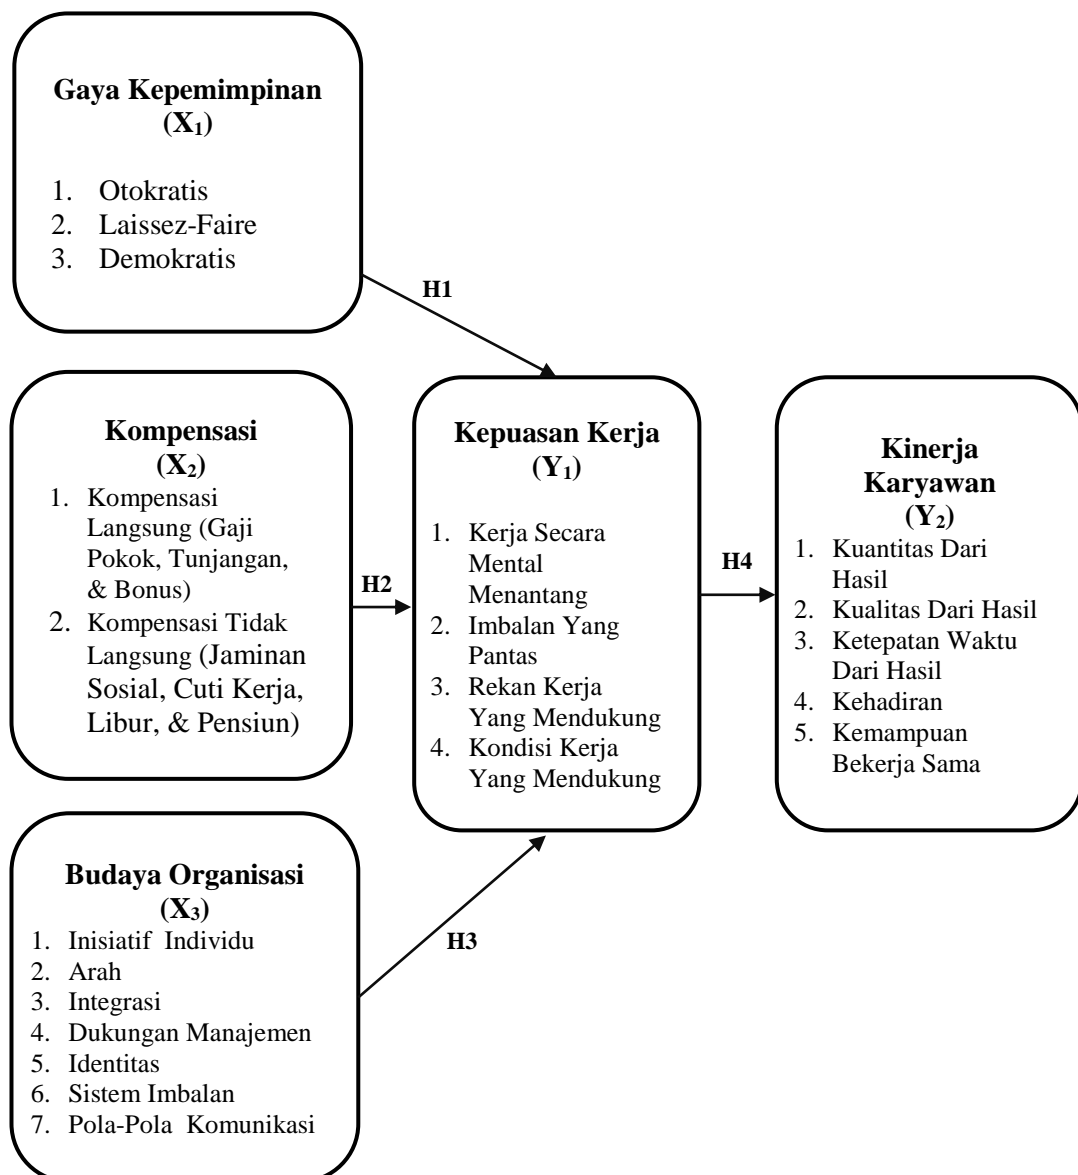 Gaya Kepemimpinan
(X₁)
1. Otokratis
2. Laissez-Faire
3. Demokratis
H1
Kompensasi
(X₂)
1. Kompensasi
Langsung (Gaji
Pokok, Tunjangan,
& Bonus)
2. Kompensasi Tidak
Langsung (Jaminan
Sosial, Cuti Kerja,
Libur, & Pensiun)
H2
Kepuasan Kerja
(Y₁)
1. Kerja Secara
Mental
Menantang
2. Imbalan Yang
Pantas
3. Rekan Kerja
Yang Mendukung
4. Kondisi Kerja
Yang Mendukung
H4
Kinerja
Karyawan
(Y₂)
1. Kuantitas Dari
Hasil
2. Kualitas Dari Hasil
3. Ketepatan Waktu
Dari Hasil
4. Kehadiran
5. Kemampuan
Bekerja Sama
Budaya Organisasi
(X₃)
1. Inisiatif Individu
2. Arah
3. Integrasi
4. Dukungan Manajemen
5. Identitas
6. Sistem Imbalan
7. Pola-Pola Komunikasi
H3